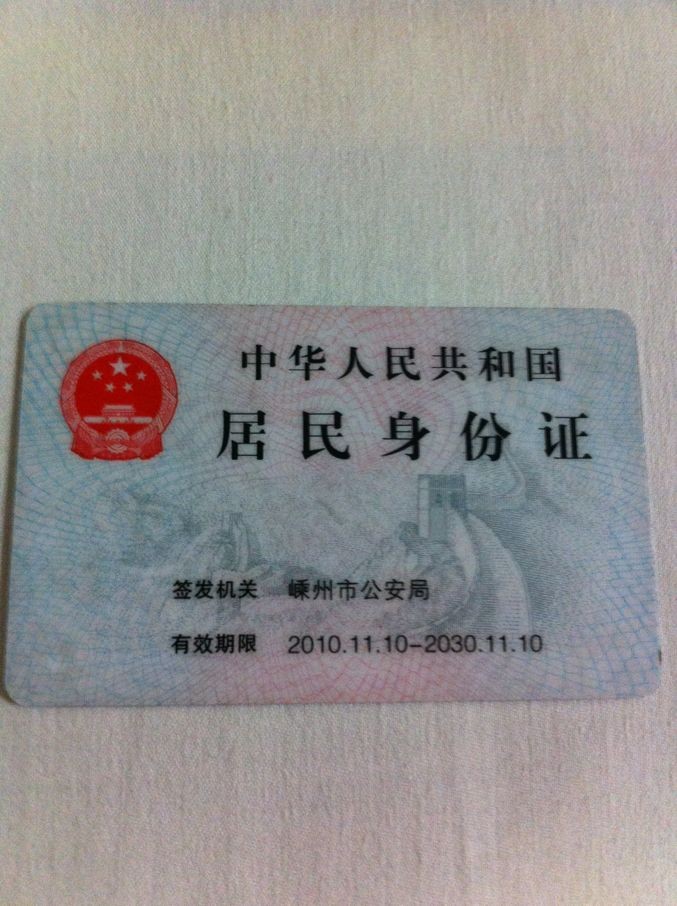 中华人民共和国
居民身份证
签发机关 嵊州市公安局
有效期限 2010.11.10-2030.11.10